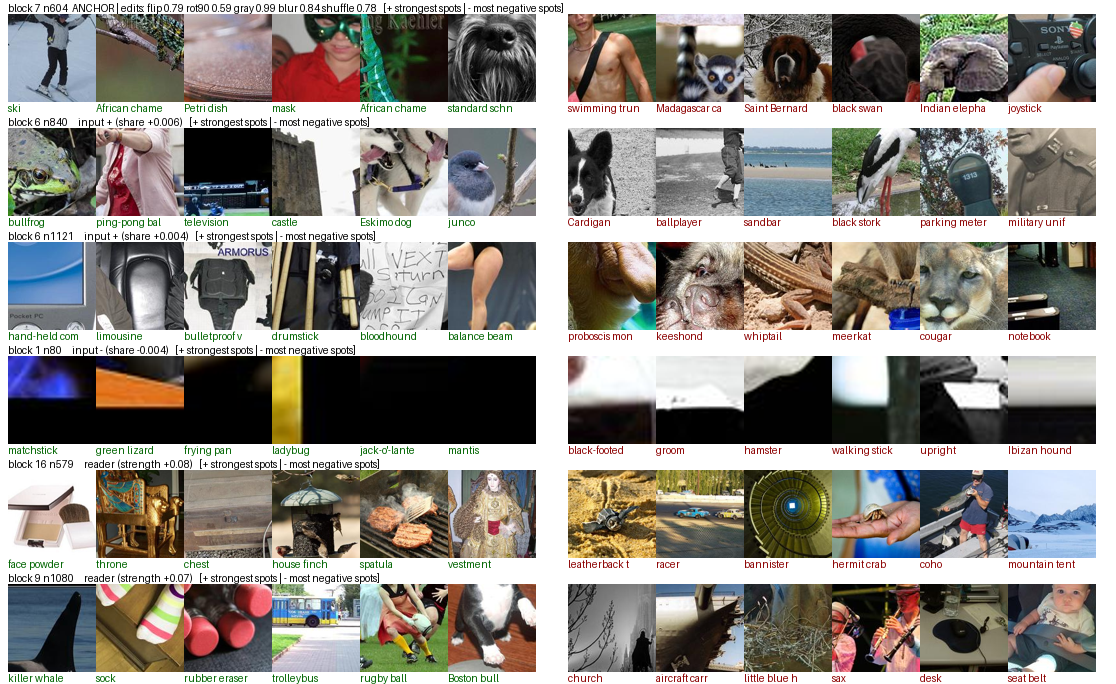 block 7 n604 ANCHOR | edits: flip 0.79 rot90 0.59 gray 0.99 blur 0.84 shuffle 0.78 [+ strongest spots | - most negative spots]
ski African chame Petri dish mask African chame standard schn swimming trun Madagascar ca Saint Bernard black swan Indian elepha joystick
SONY
block 6 n840 input + (share +0.006) [+ strongest spots | - most negative spots]
1313
bullfrog ping-pong bal television castle Eskimo dog junco Cardigan ballplayer sandbar black stork parking meter military unif
block 6 n1121 input + (share +0.004) [+ strongest spots | - most negative spots]
ARMORUS
Pocket PC
hand-held com limousine bulletproof v drumstick bloodhound balance beam proboscis mon keeshond whiptail meerkat cougar notebook
block 1 n80 input - (share -0.004) [+ strongest spots | - most negative spots]
matchstick green lizard frying pan ladybug jack-o'-lante mantis black-footed groom hamster walking stick upright Ibizan hound
block 16 n579 reader (strength +0.08) [+ strongest spots | - most negative spots]
face powder throne chest house finch spatula vestment leatherback t racer bannister hermit crab coho mountain tent
block 9 n1080 reader (strength +0.07) [+ strongest spots | - most negative spots]
killer whale sock rubber eraser trolleybus rugby ball Boston bull church aircraft carr little blue h sax desk seat belt